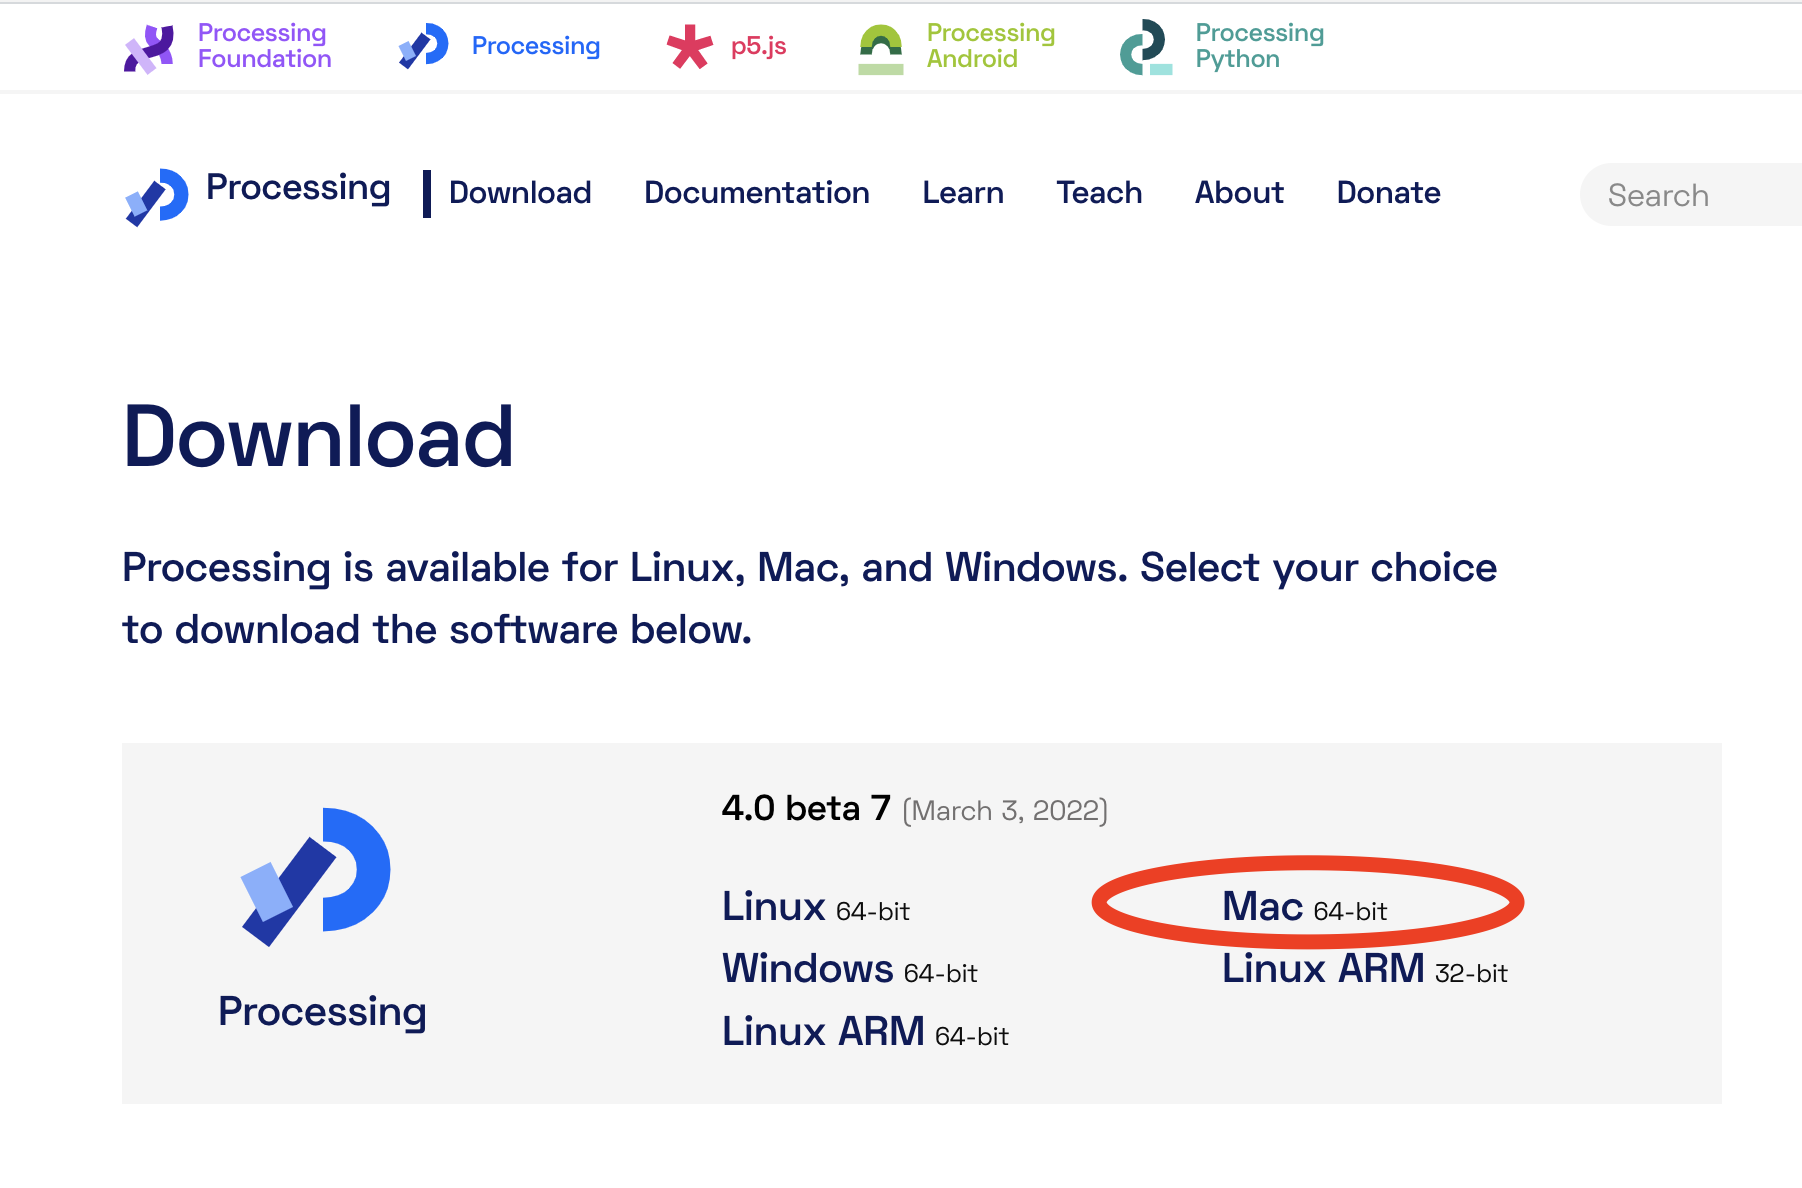 Processing
Foundation
Processing
p5.js
Processing
Android
Processing
Python
Processing
Download
Documentation
Learn
Teach
About
Donate
Search
Download
Processing is available for Linux, Mac, and Windows. Select your choice
to download the software below.
Processing
4.0 beta 7 (March 3, 2022)
Linux 64-bit
Mac 64-bit
Windows 64-bit
Linux ARM 32-bit
Linux ARM 64-bit